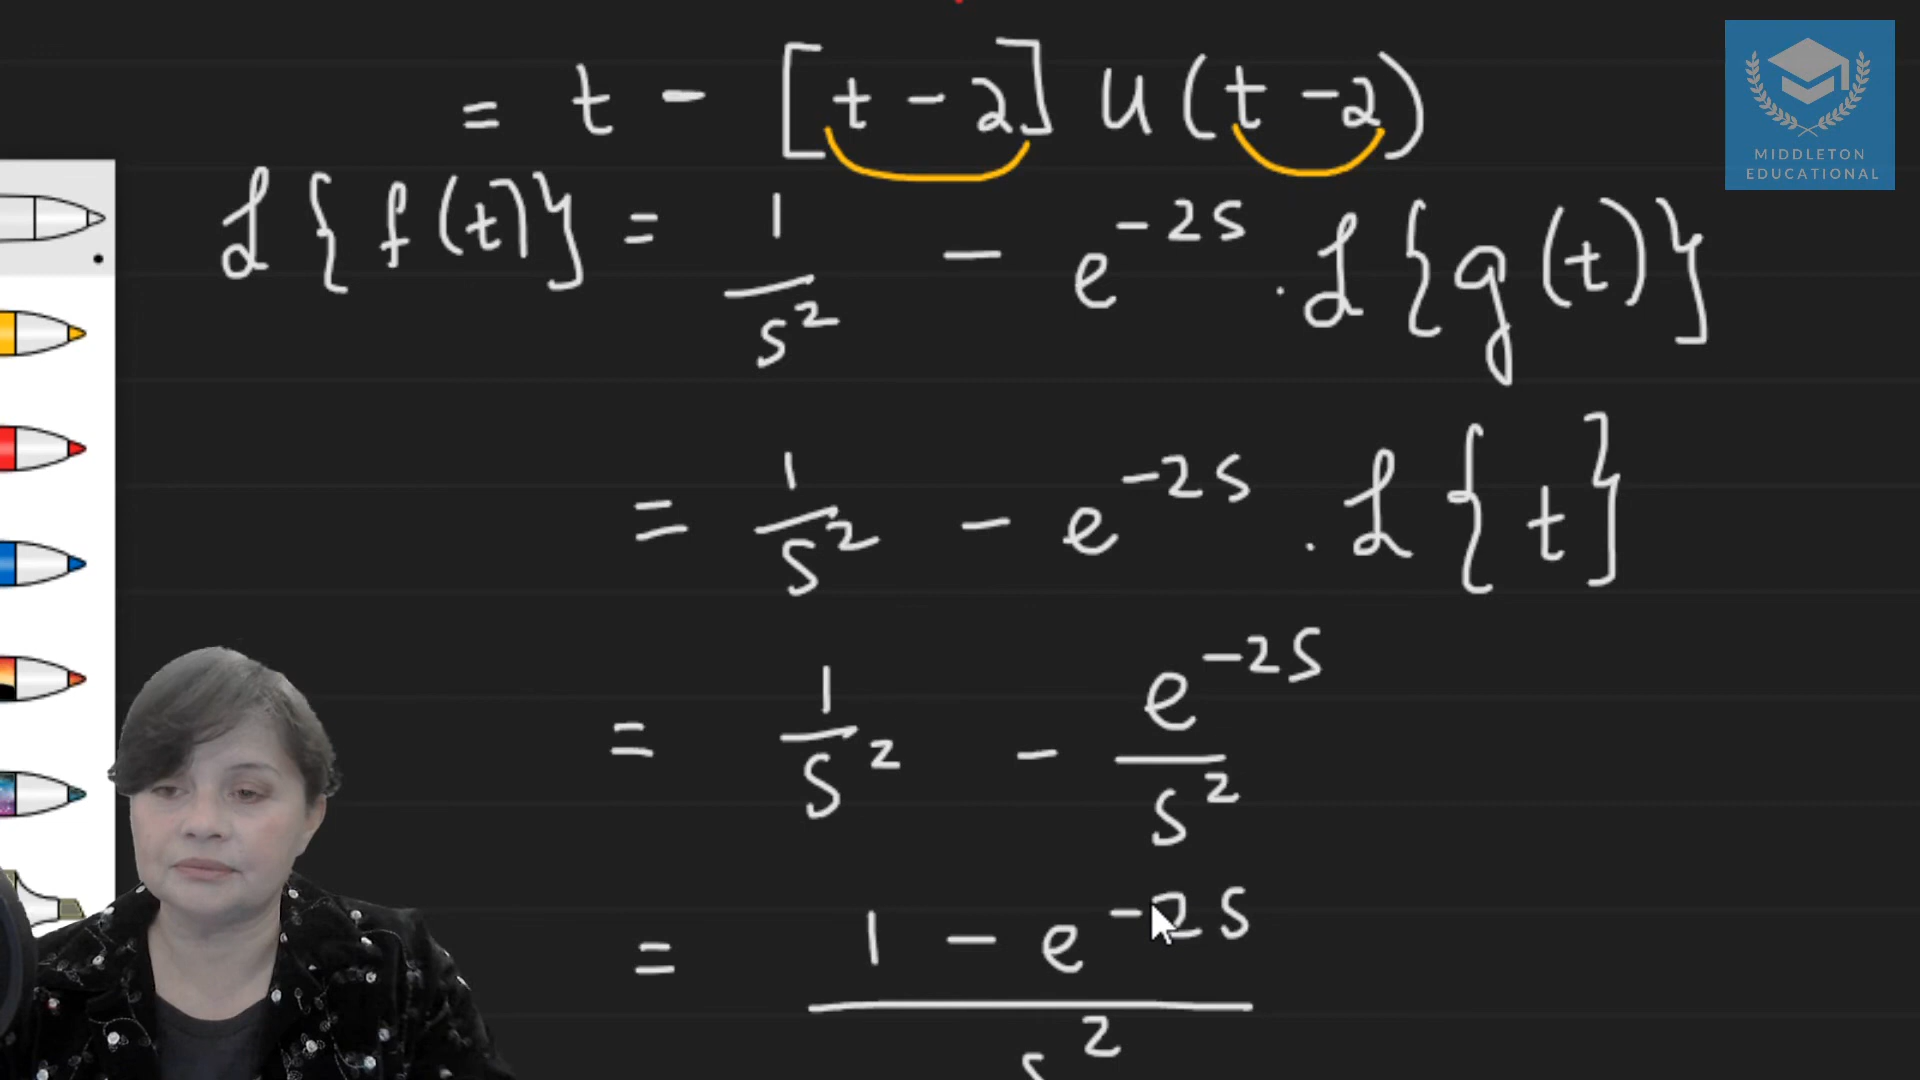 = t - [t - 2] u(t - 2)
ℒ{f(t)} = 1/s² - e^-2s . ℒ{g(t)}
= 1/s² - e^-2s . ℒ{t}
= 1/s² - e^-2s/s²
= 1 - e^-2s/s²
MIDDLETON
EDUCATIONAL